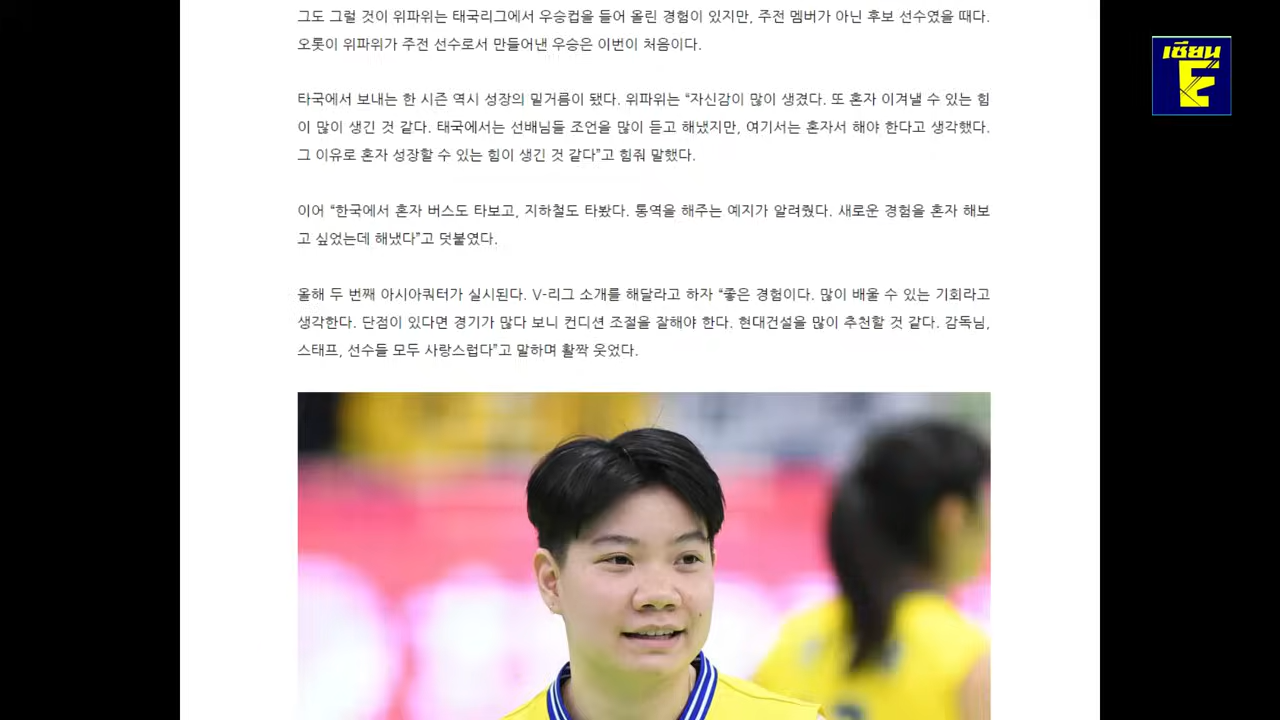 그도 그럴 것이 위파위는 태국리그에서 우승컵을 들어 올린 경험이 있지만, 주전 멤버가 아닌 후보 선수였을 때다.
오롯이 위파위가 주전 선수로서 만들어낸 우승은 이번이 처음이다.
타국에서 보내는 한 시즌 역시 성장의 밑거름이 됐다. 위파위는 “자신감이 많이 생겼다. 또 혼자 이겨낼 수 있는 힘
이 많이 생긴 것 같다. 태국에서는 선배님들 조언을 많이 듣고 해냈지만, 여기서는 혼자서 해야 한다고 생각했다.
그 이유로 혼자 성장할 수 있는 힘이 생긴 것 같다”고 힘줘 말했다.
이어 “한국에서 혼자 버스도 타보고, 지하철도 타봤다. 통역을 해주는 예지가 알려줬다. 새로운 경험을 혼자 해보
고 싶었는데 해냈다”고 덧붙였다.
올해 두 번째 아시아쿼터가 실시된다. V-리그 소개를 해달라고 하자 “좋은 경험이다. 많이 배울 수 있는 기회라고
생각한다. 단점이 있다면 경기가 많다 보니 컨디션 조절을 잘해야 한다. 현대건설을 많이 추천할 것 같다. 감독님,
스태프, 선수들 모두 사랑스럽다”고 말하며 활짝 웃었다.
เซียน
E